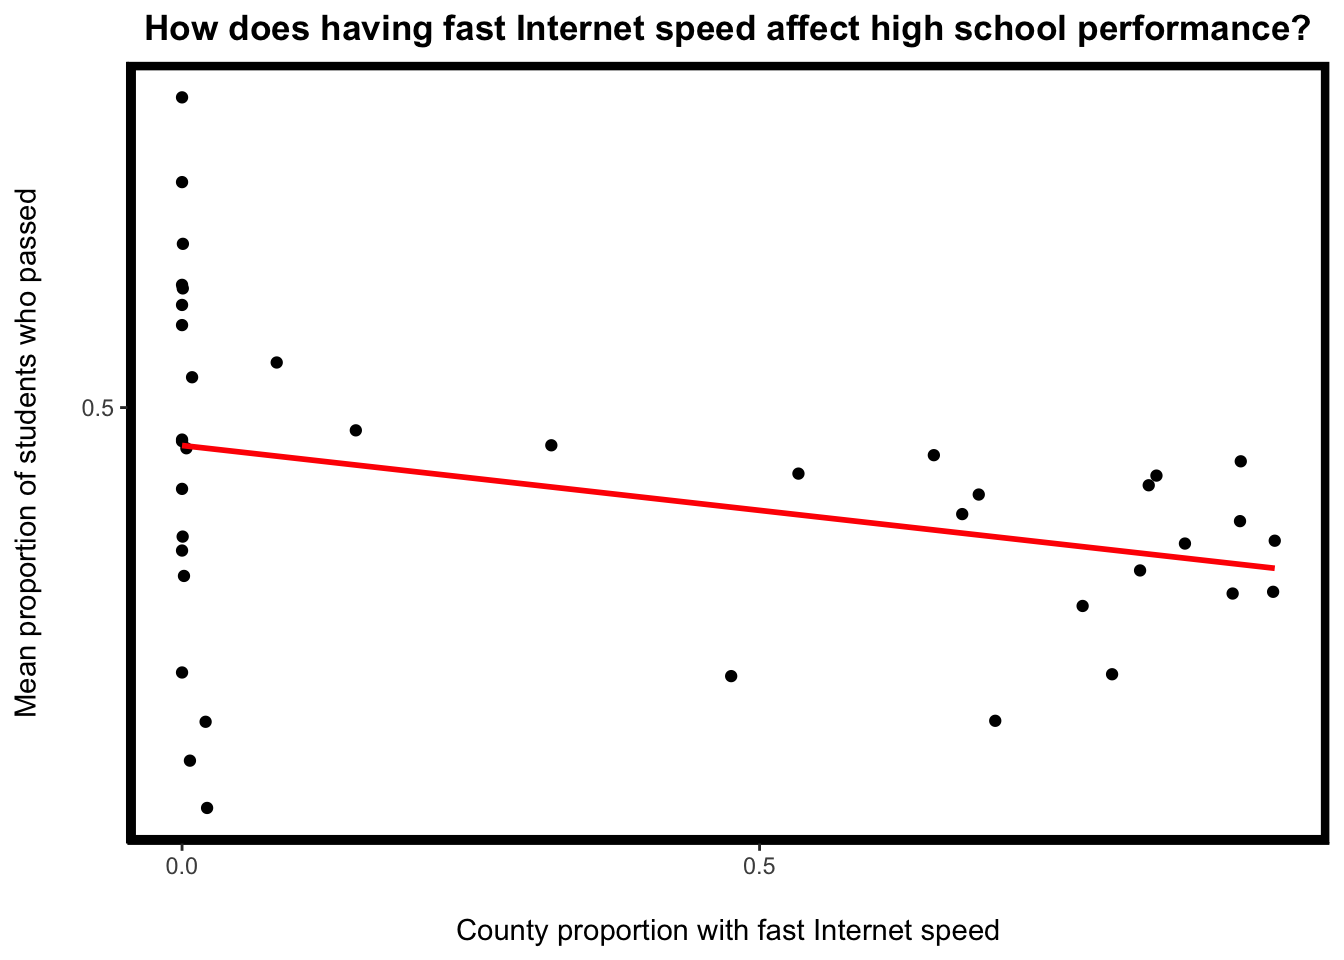 How does having fast Internet speed affect high school performance?
Mean proportion of students who passed
0.5
0.0
0.5
County proportion with fast Internet speed